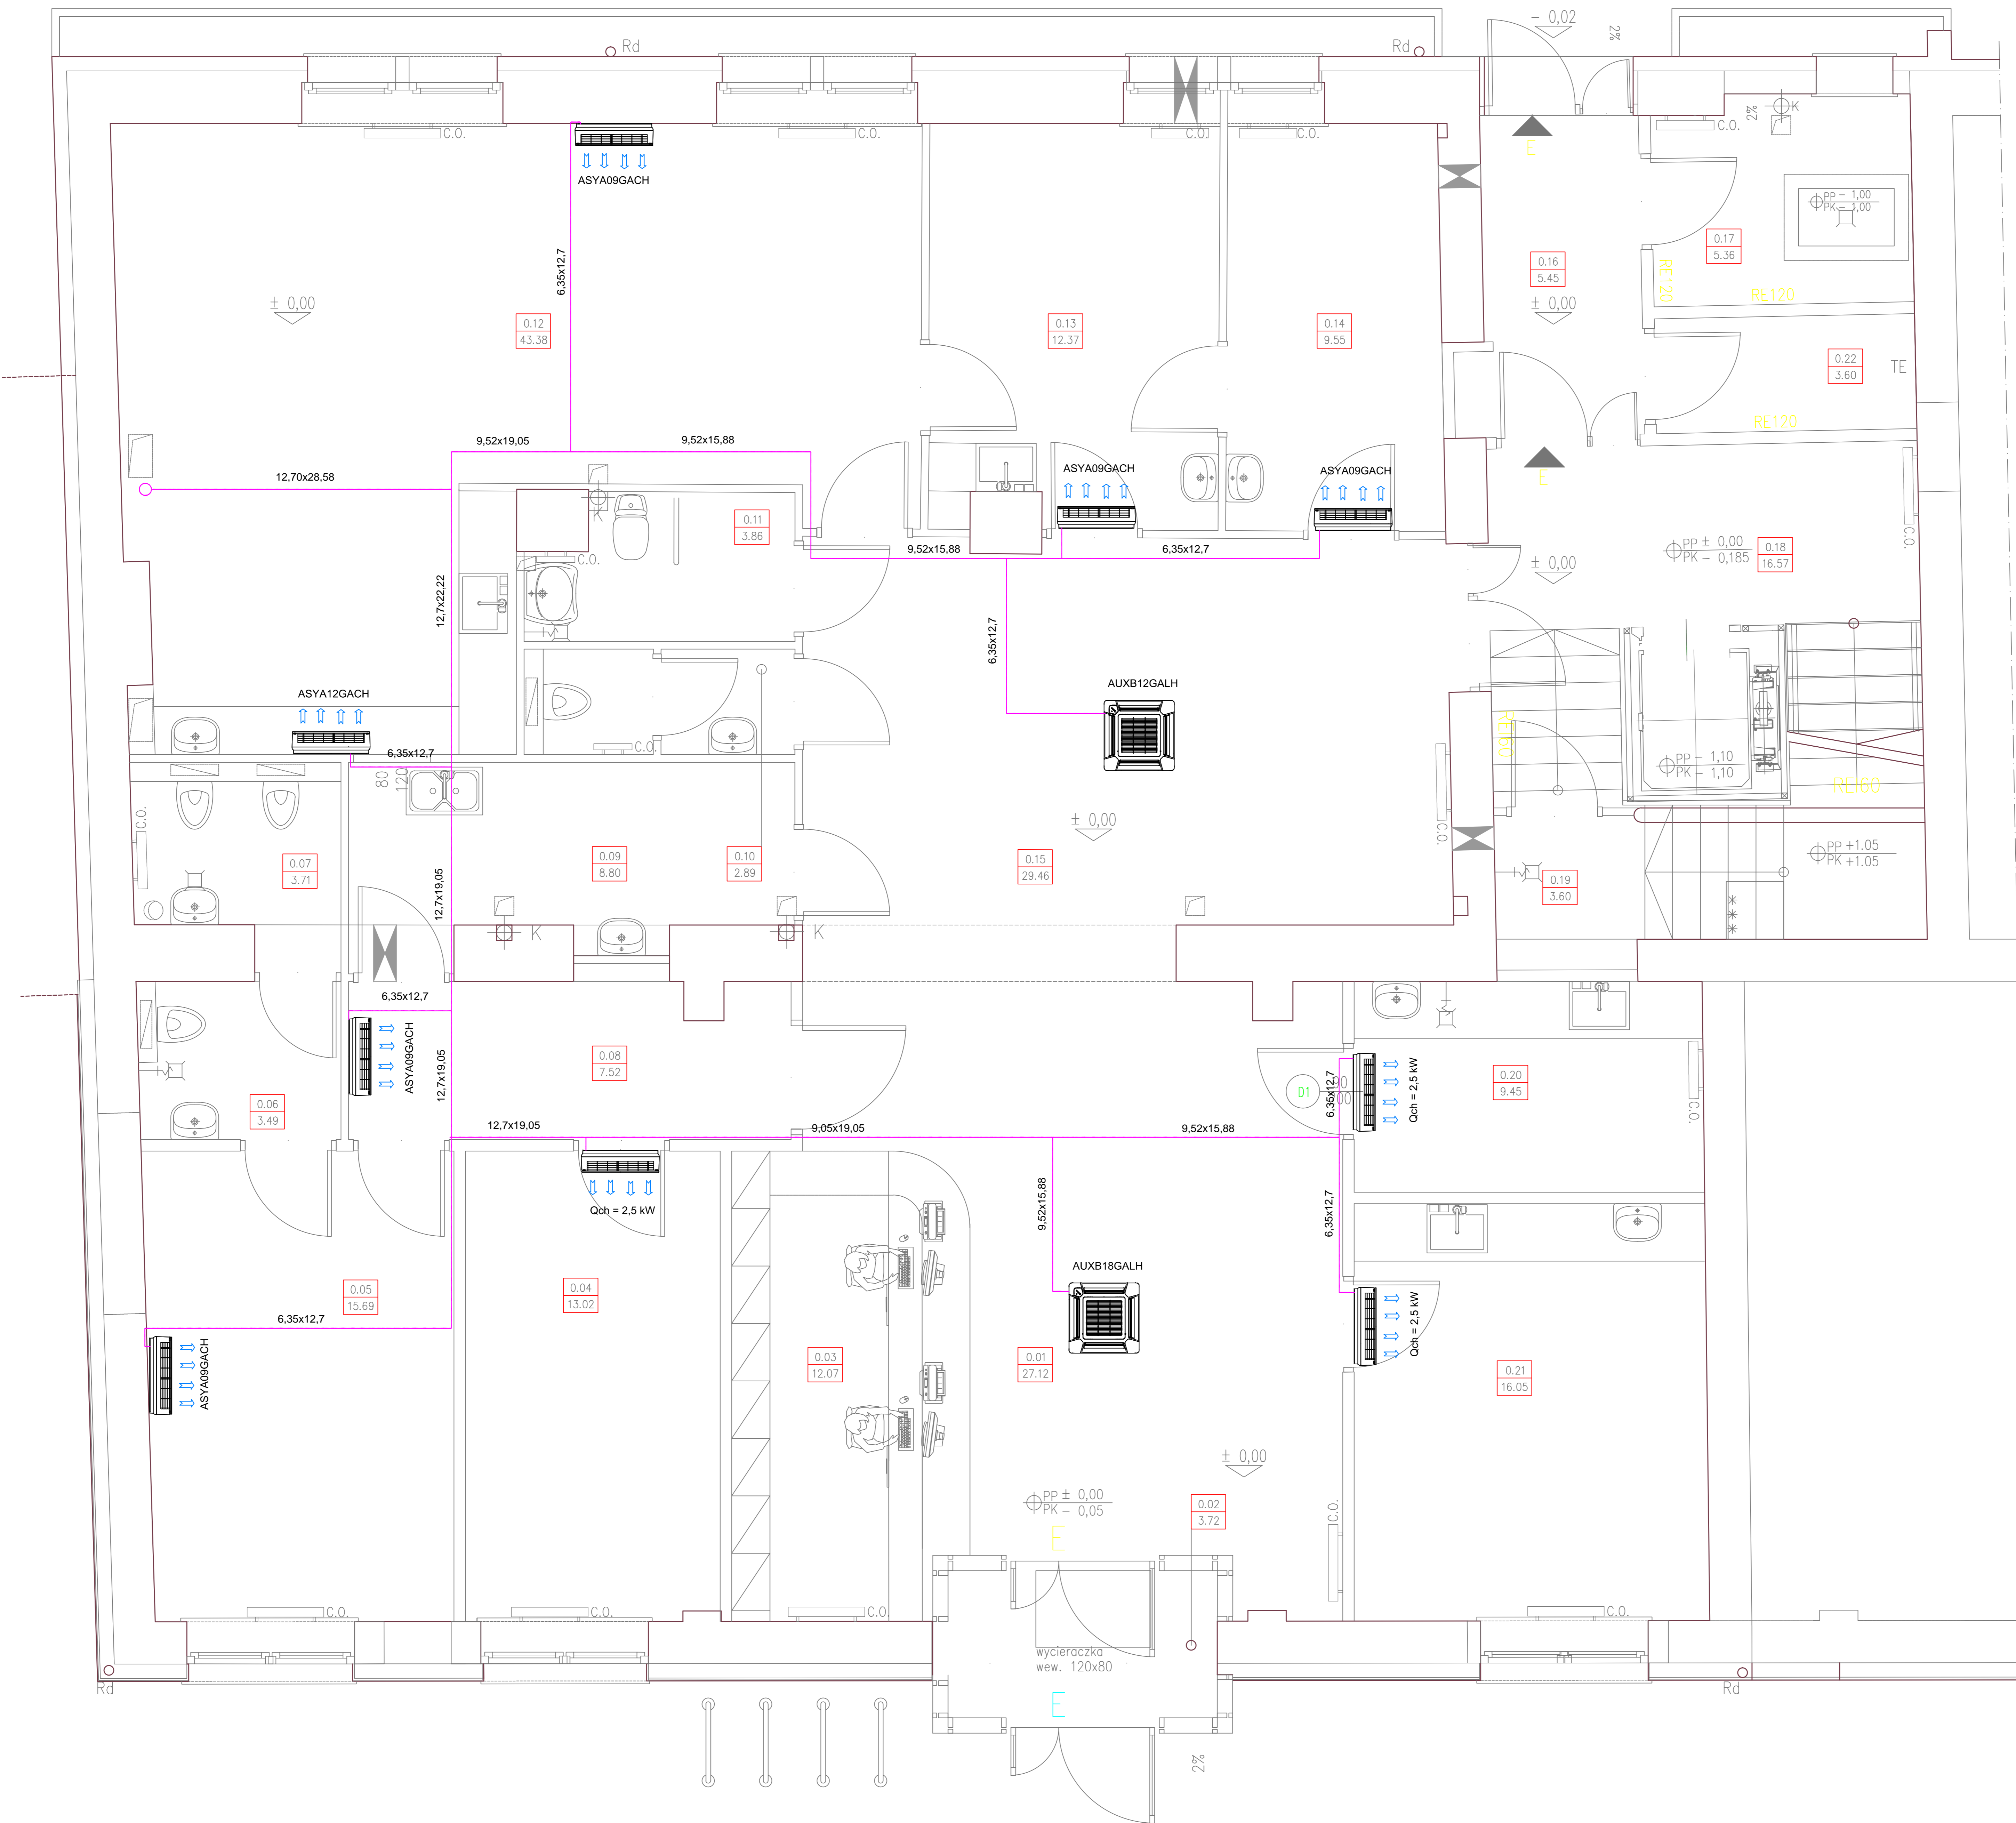 - 0,02
2%
Rd
Rd
C.O.
C.O.
C.O.
C.O.
C.O.
2%
K
E
ASYA09GACH
PP - 1,00
PK - 1,00
0.17
5.36
0.16
5.45
RE120
RE120
6,35x12,7
± 0,00
± 0,00
0.12
43.38
0.13
12.37
0.14
9.55
0.22
3.60
TE
RE120
9,52x19,05
9,52x15,88
ASYA09GACH
ASYA09GACH
E
12,70x28,58
K
0.11
3.86
C.O.
9,52x15,88
6,35x12,7
PP ± 0,00
PK - 0,185
0.18
16.57
C.O.
± 0,00
12,7x22,22
6,35x12,7
AUXB12GALH
ASYA12GACH
REI60
6,35x12,7
C.O.
80
120
PP - 1,10
PK - 1,10
REI60
C.O.
± 0,00
C.O.
0.07
3.71
0.09
8.80
0.10
2.89
0.15
29.46
PP +1.05
PK +1.05
12,7x19,05
0.19
3.60
K
K
6,35x12,7
ASYA09GACH
12,7x19,05
0.08
7.52
D1
6,35x12,7
Qch = 2,5 kW
0.20
9.45
C.O.
0.06
3.49
12,7x19,05
9,05x19,05
9,52x15,88
Qch = 2,5 kW
9,52x15,88
6,35x12,7
AUXB18GALH
0.05
15.69
0.04
13.02
6,35x12,7
Qch = 2,5 kW
ASYA09GACH
0.03
12.07
0.01
27.12
0.21
16.05
± 0,00
PP ± 0,00
PK - 0,05
0.02
3.72
C.O.
E
C.O.
C.O.
C.O.
C.O.
wycieraczka
wew. 120x80
Rd
Rd
E
2%